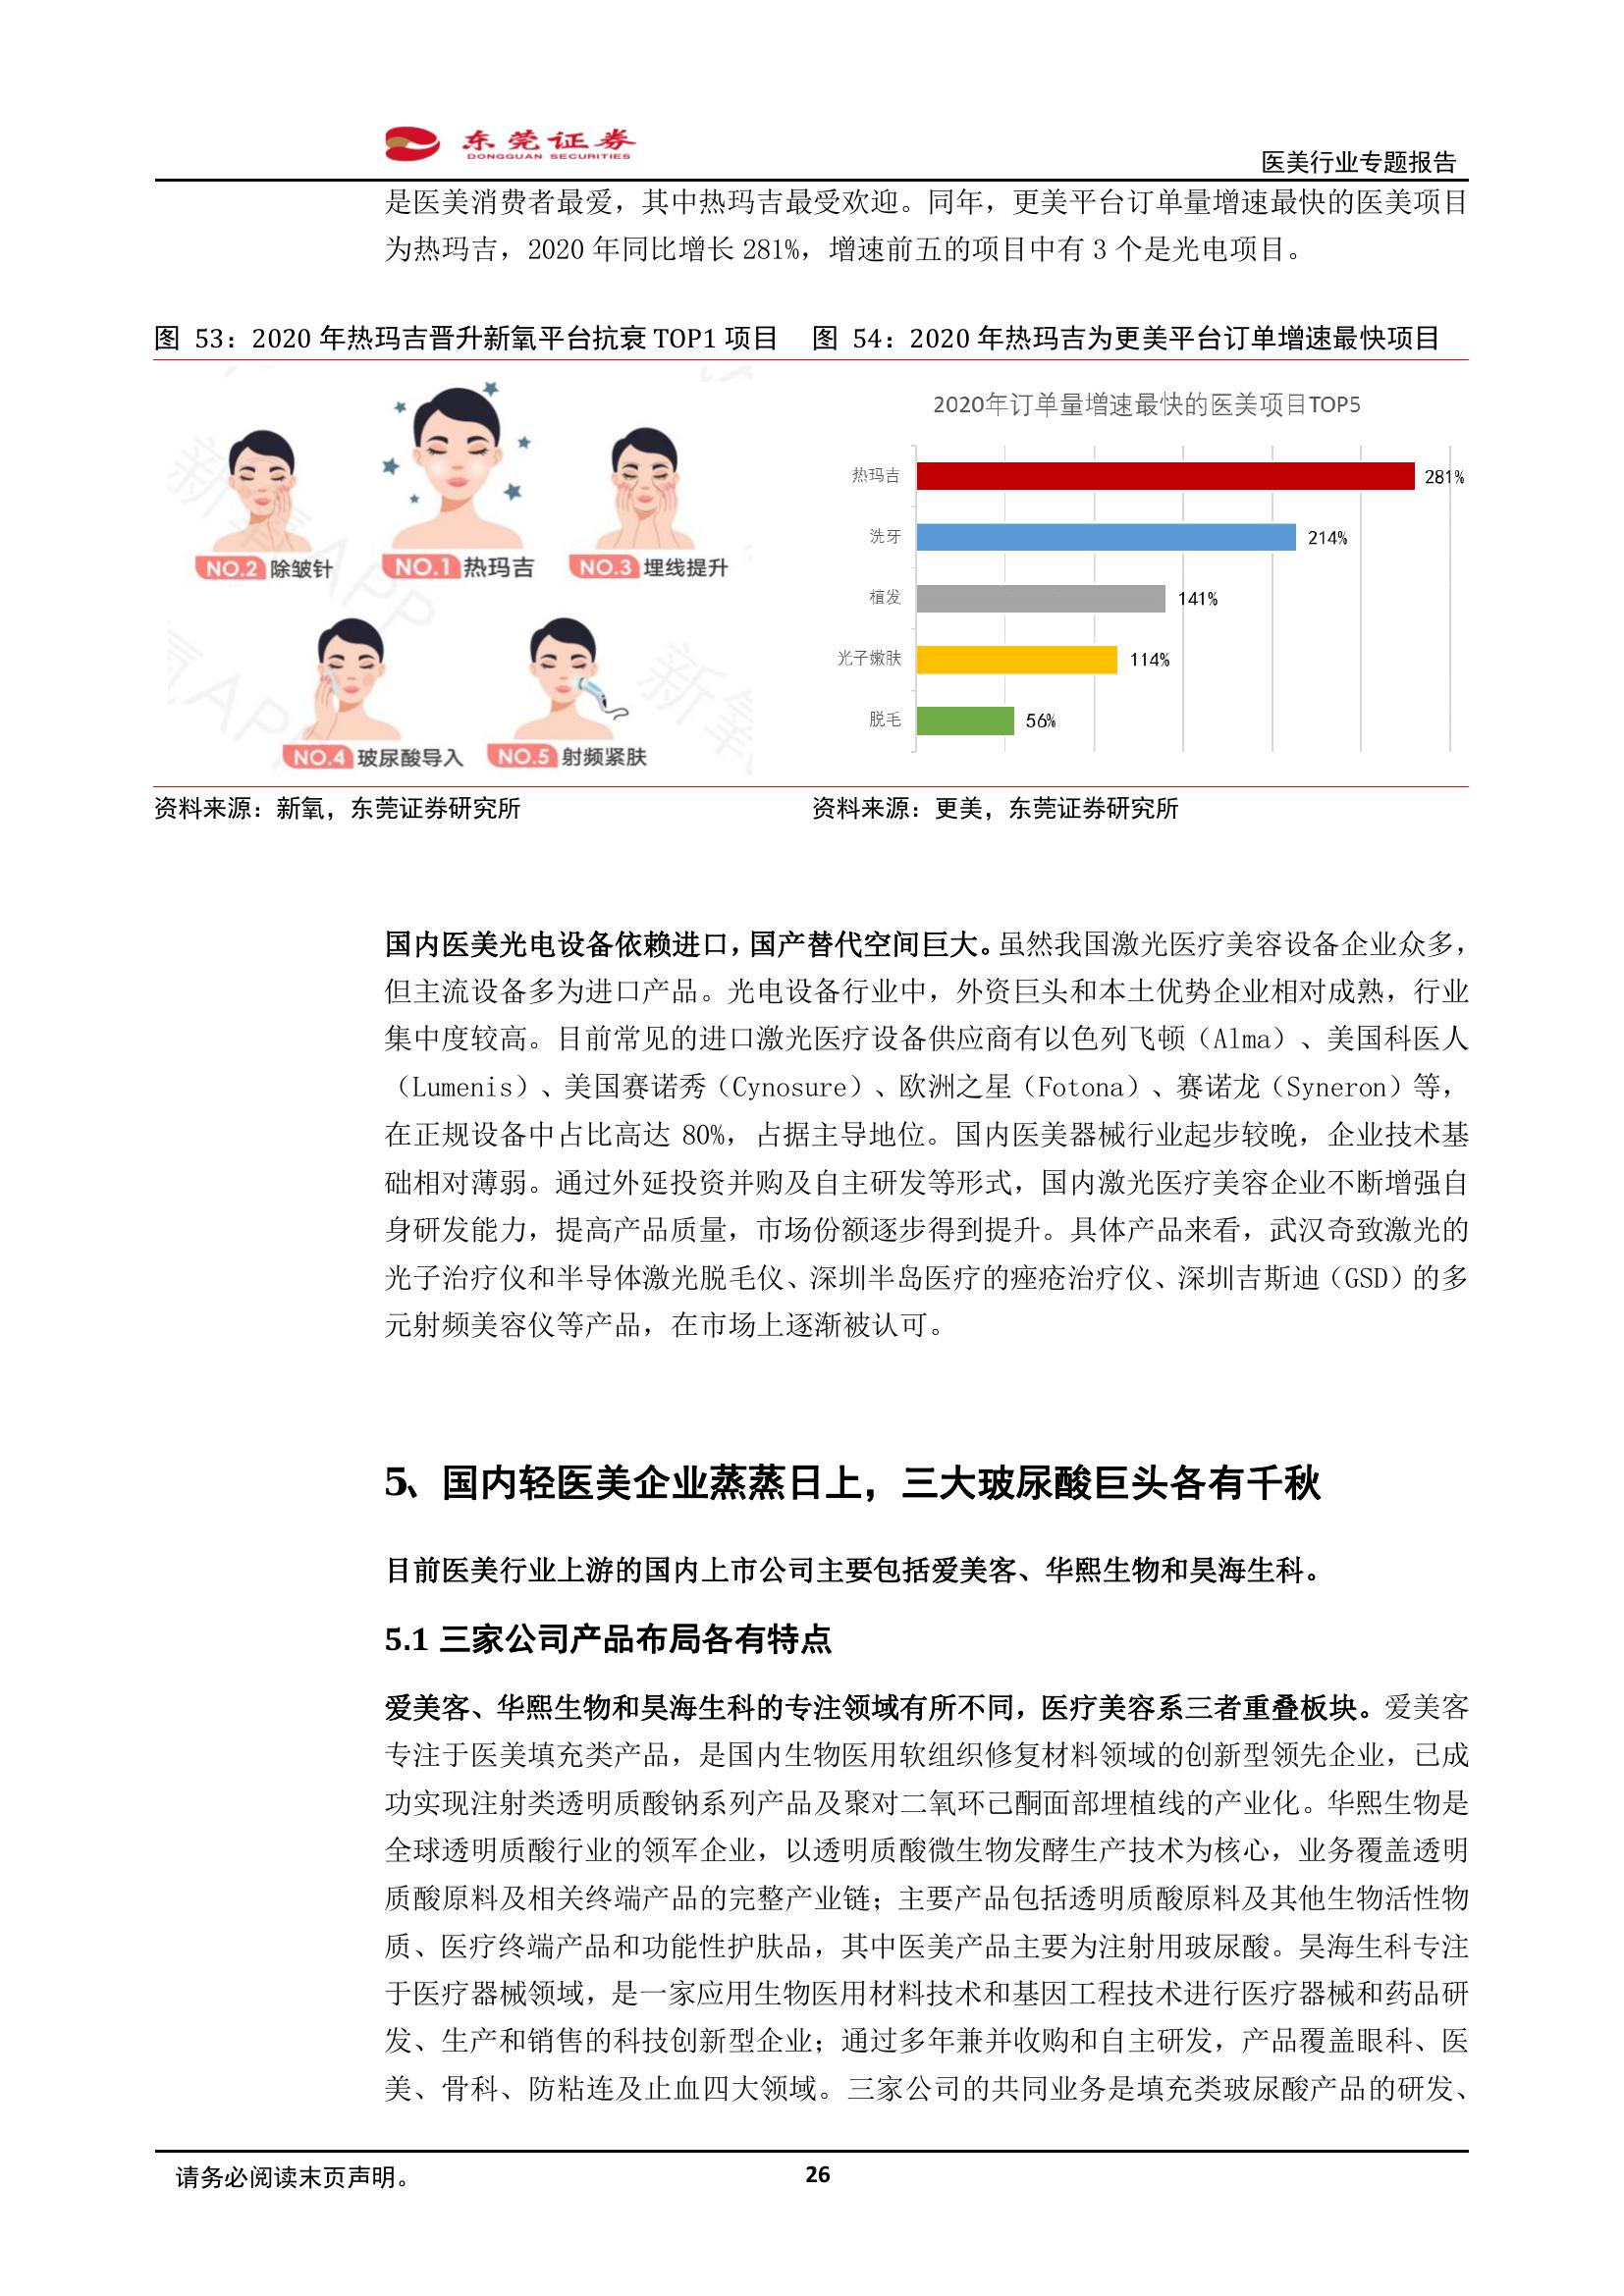 东莞证券
DONGGUAN SECURITIES
医美行业专题报告
是医美消费者最爱，其中热玛吉最受欢迎。同年，更美平台订单量增速最快的医美项目
为热玛吉，2020 年同比增长 281%，增速前五的项目中有 3 个是光电项目。
图 53：2020 年热玛吉晋升新氧平台抗衰 TOP1 项目
NO.2 除皱针
NO.1 热玛吉
NO.3 埋线提升
NO.4 玻尿酸导入
NO.5 射频紧肤
资料来源：新氧，东莞证券研究所
图 54：2020 年热玛吉为更美平台订单增速最快项目
2020年订单量增速最快的医美项目TOP5
热玛吉 281%
洗牙 214%
植发 141%
光子嫩肤 114%
脱毛 56%
资料来源：更美，东莞证券研究所
国内医美光电设备依赖进口，国产替代空间巨大。虽然我国激光医疗美容设备企业众多，
但主流设备多为进口产品。光电设备行业中，外资巨头和本土优势企业相对成熟，行业
集中度较高。目前常见的进口激光医疗设备供应商有以色列飞顿（Alma）、美国科医人
（Lumenis）、美国赛诺秀（Cynosure）、欧洲之星（Fotona）、赛诺龙（Syneron）等，
在正规设备中占比高达 80%，占据主导地位。国内医美器械行业起步较晚，企业技术基
础相对薄弱。通过外延投资并购及自主研发等形式，国内激光医疗美容企业不断增强自
身研发能力，提高产品质量，市场份额逐步得到提升。具体产品来看，武汉奇致激光的
光子治疗仪和半导体激光脱毛仪、深圳半岛医疗的痤疮治疗仪、深圳吉斯迪（GSD）的多
元射频美容仪等产品，在市场上逐渐被认可。
5、国内轻医美企业蒸蒸日上，三大玻尿酸巨头各有千秋
目前医美行业上游的国内上市公司主要包括爱美客、华熙生物和昊海生科。
5.1 三家公司产品布局各有特点
爱美客、华熙生物和昊海生科的专注领域有所不同，医疗美容系三者重叠板块。爱美客
专注于医美填充类产品，是国内生物医用软组织修复材料领域的创新型领先企业，已成
功实现注射类透明质酸钠系列产品及聚对二氧环己酮面部埋植线的产业化。华熙生物是
全球透明质酸行业的领军企业，以透明质酸微生物发酵生产技术为核心，业务覆盖透明
质酸原料及相关终端产品的完整产业链；主要产品包括透明质酸原料及其他生物活性物
质、医疗终端产品和功能性护肤品，其中医美产品主要为注射用玻尿酸。昊海生科专注
于医疗器械领域，是一家应用生物医用材料技术和基因工程技术进行医疗器械和药品研
发、生产和销售的科技创新型企业；通过多年兼并收购和自主研发，产品覆盖眼科、医
美、骨科、防粘连及止血四大领域。三家公司的共同业务是填充类玻尿酸产品的研发、
请务必阅读末页声明。
26